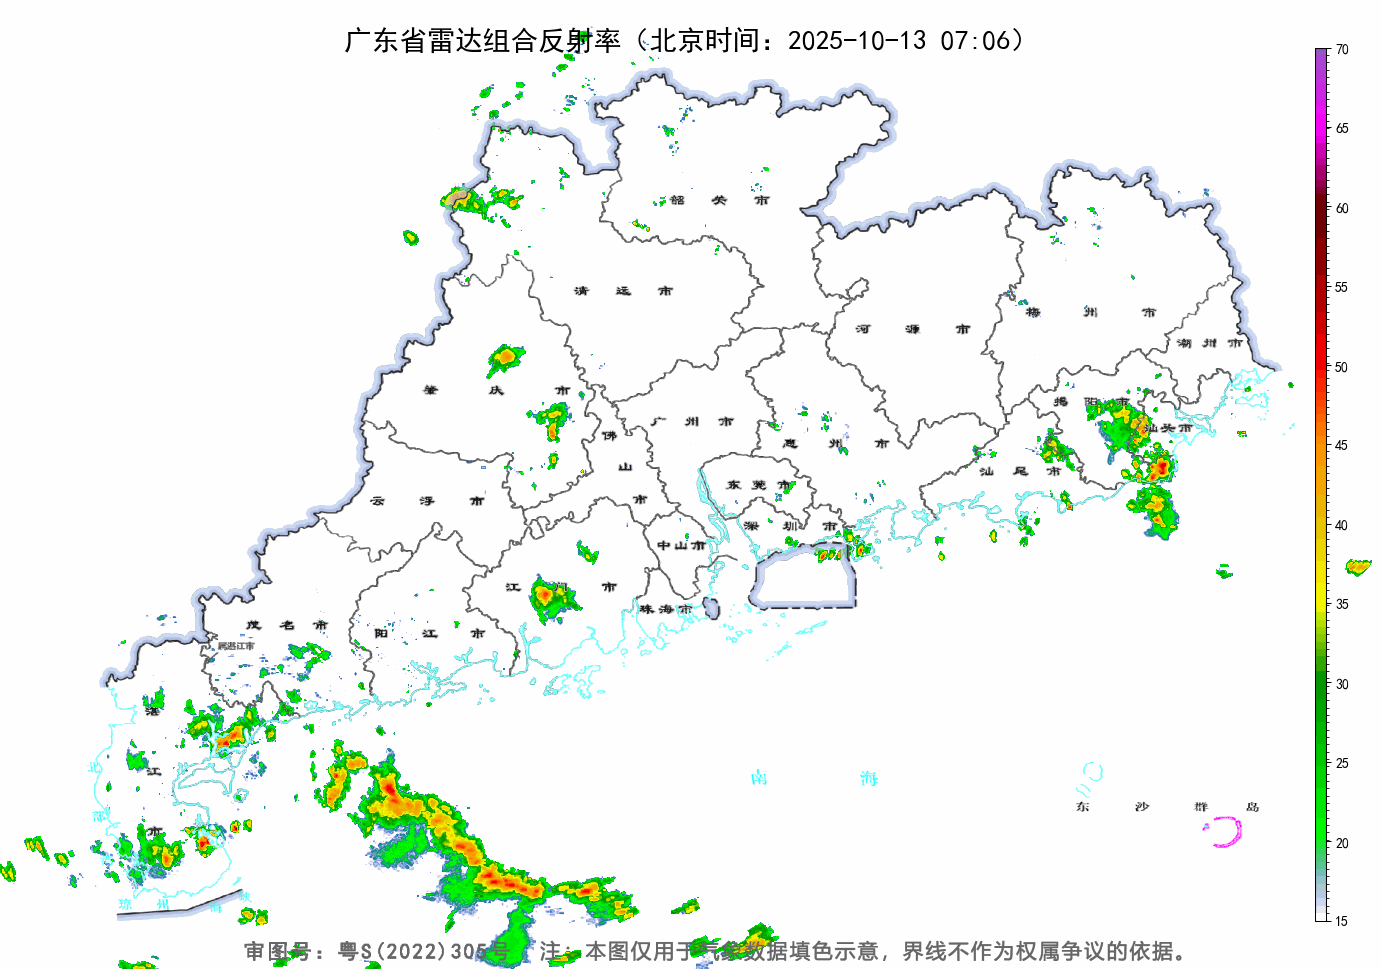 广东省雷达组合反射率（北京时间：2025-10-13 07:06）
70
65
60
55
50
45
40
35
30
25
20
15
韶 关 市
清 远 市
河 源 市
梅 州 市
潮 州 市
肇 庆 市
广 州 市
揭 阳 市
汕头市
佛 山 市
惠 州 市
汕 尾 市
东 莞 市
云 浮 市
深 圳 市
中山市
江 门 市
珠海市
茂 名 市
阳 江 市
属湛江市
湛 江 市
北 部 湾
南 海
东 沙 群 岛
琼 州 海 峡
审图号：粤S(2022)305号 注：本图仅用于气象数据填色示意，界线不作为权属争议的依据。